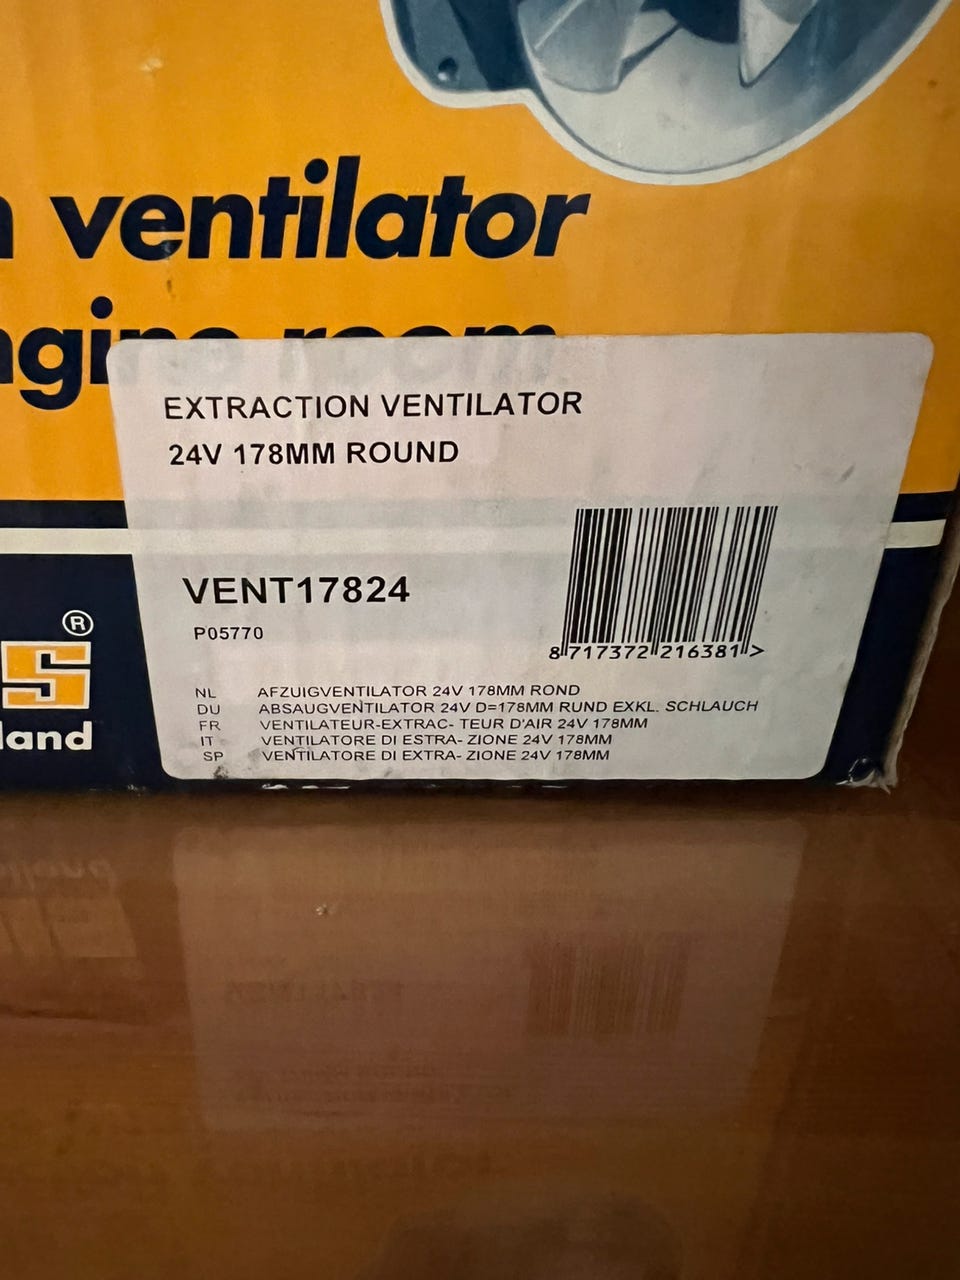 ventilator
EXTRACTION VENTILATOR
24V 178MM ROUND
VENT17824
P05770
8 717372 216381 >
®
S
land
NL AFZUIGVENTILATOR 24V 178MM ROND
DU ABSAUGVENTILATOR 24V D=178MM RUND EXKL. SCHLAUCH
FR VENTILATEUR-EXTRAC- TEUR D'AIR 24V 178MM
IT VENTILATORE DI ESTRA- ZIONE 24V 178MM
SP VENTILATORE DI EXTRA- ZIONE 24V 178MM